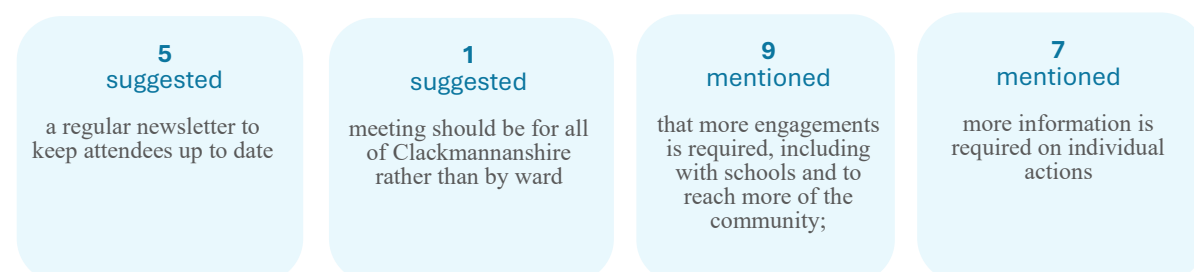 5
suggested
a regular newsletter to
keep attendees up to date
1
suggested
meeting should be for all
of Clackmannanshire
rather than by ward
9
mentioned
that more engagements
is required, including
with schools and to
reach more of the
community;
7
mentioned
more information is
required on individual
actions